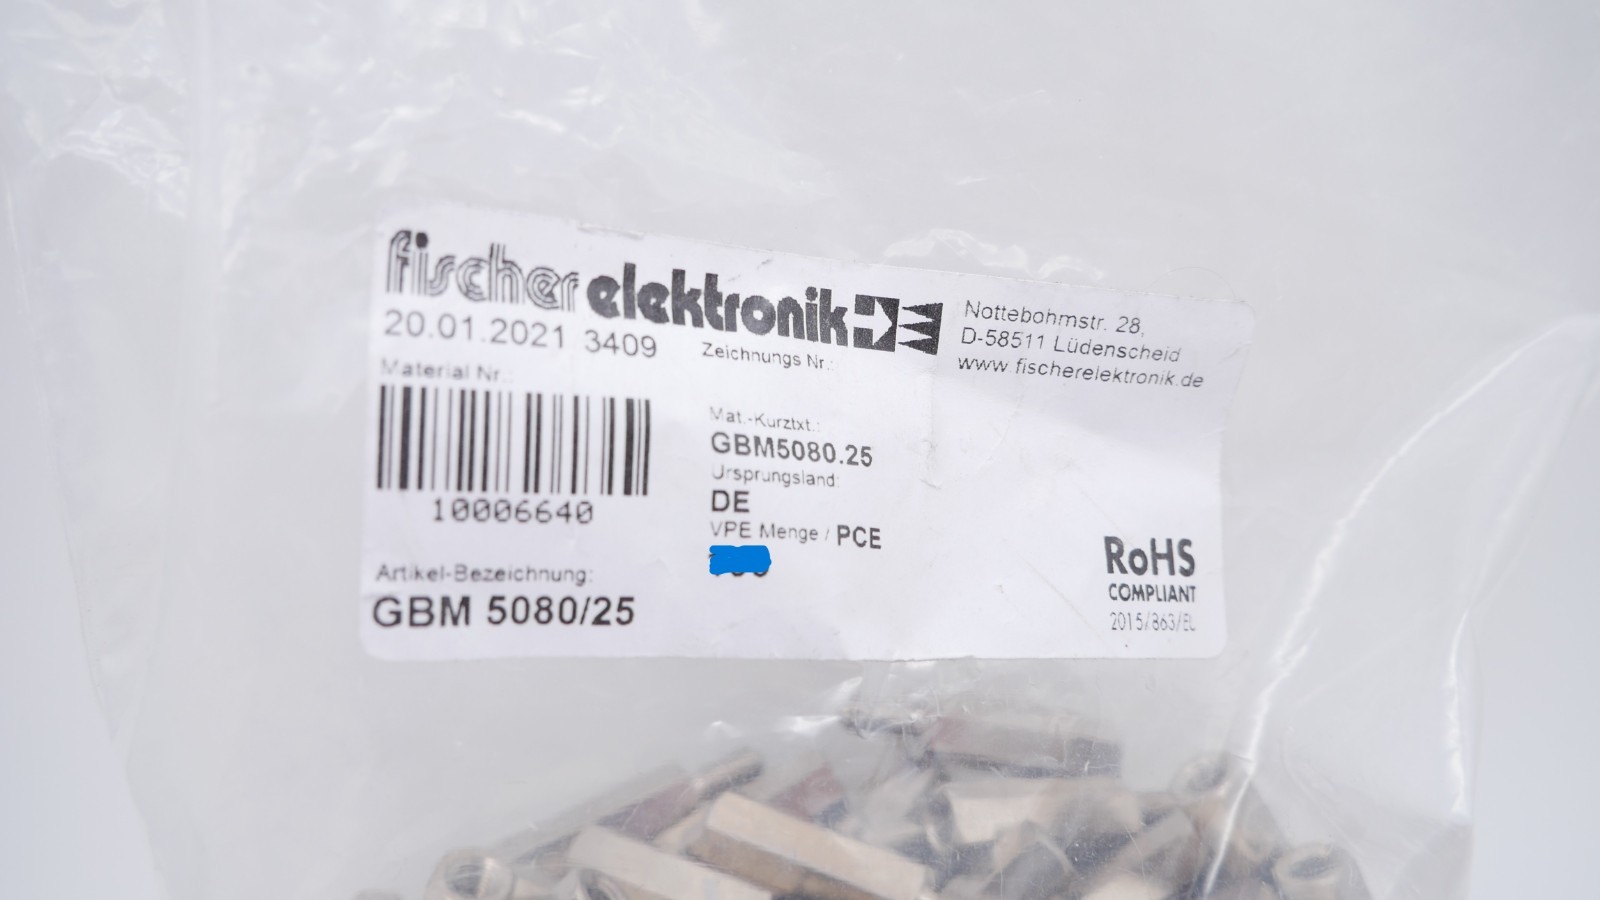 fischer elektronik
20.01.2021 3409
Zeichnungs Nr.:
Nottebohmstr. 28,
D-58511 Lüdenscheid
www.fischerelektronik.de
Material Nr.:
10006640
Mat.-Kurztxt.:
GBM5080.25
Ursprungsland:
DE
VPE Menge / PCE
Artikel-Bezeichnung:
GBM 5080/25
RoHS
COMPLIANT
2015/863/EU